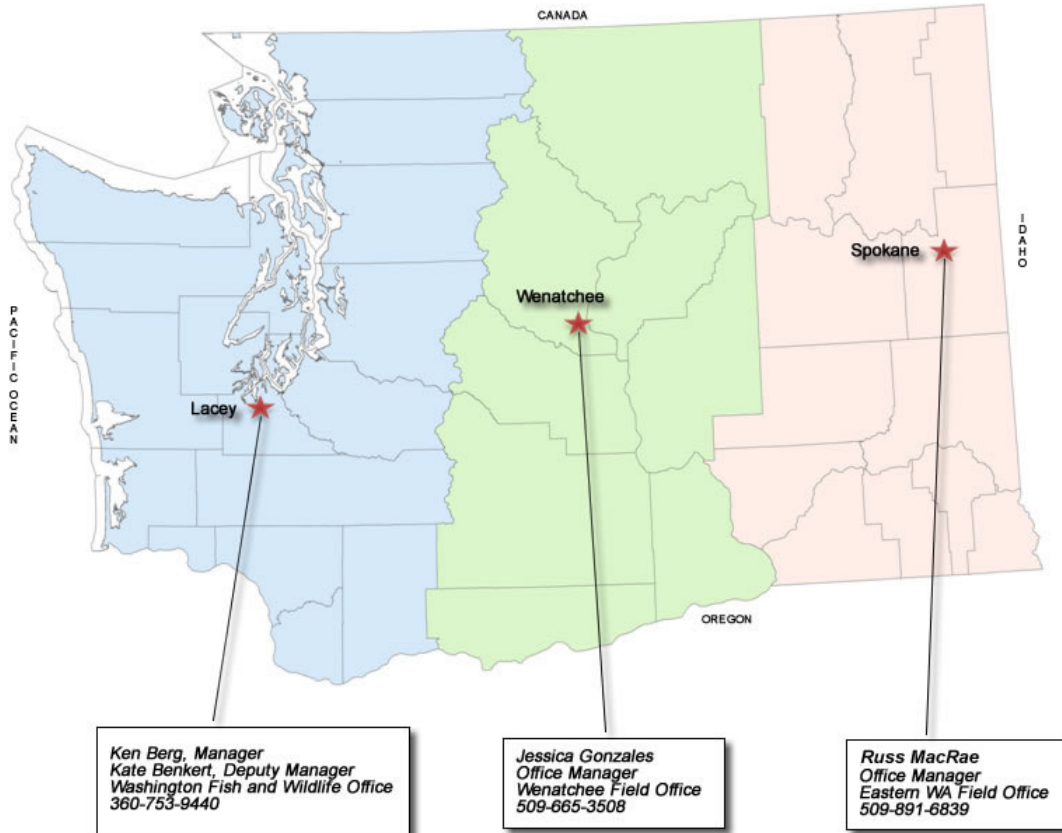 CANADA
IDAHO
Spokane
Wenatchee
PACIFIC OCEAN
Lacey
OREGON
Ken Berg, Manager
Kate Benkert, Deputy Manager
Washington Fish and Wildlife Office
360-753-9440
Jessica Gonzales
Office Manager
Wenatchee Field Office
509-665-3508
Russ MacRae
Office Manager
Eastern WA Field Office
509-891-6839